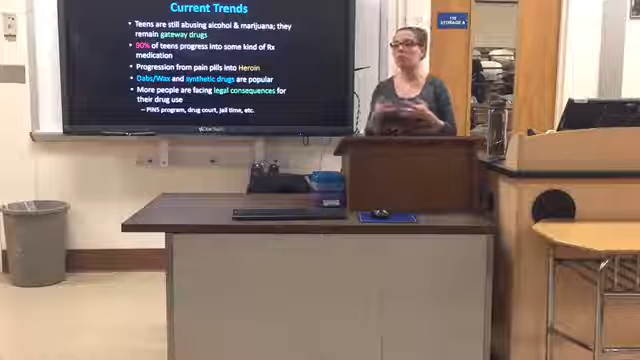 Current Trends
• Teens are still abusing alcohol & marijuana; they
remain gateway drugs
• 90% of teens progress into some kind of Rx
medication
• Progression from pain pills into Heroin
• Dabs/Wax and synthetic drugs are popular
• More people are facing legal consequences for
their drug use
– PINS program, drug court, jail time, etc.
STORAGE A